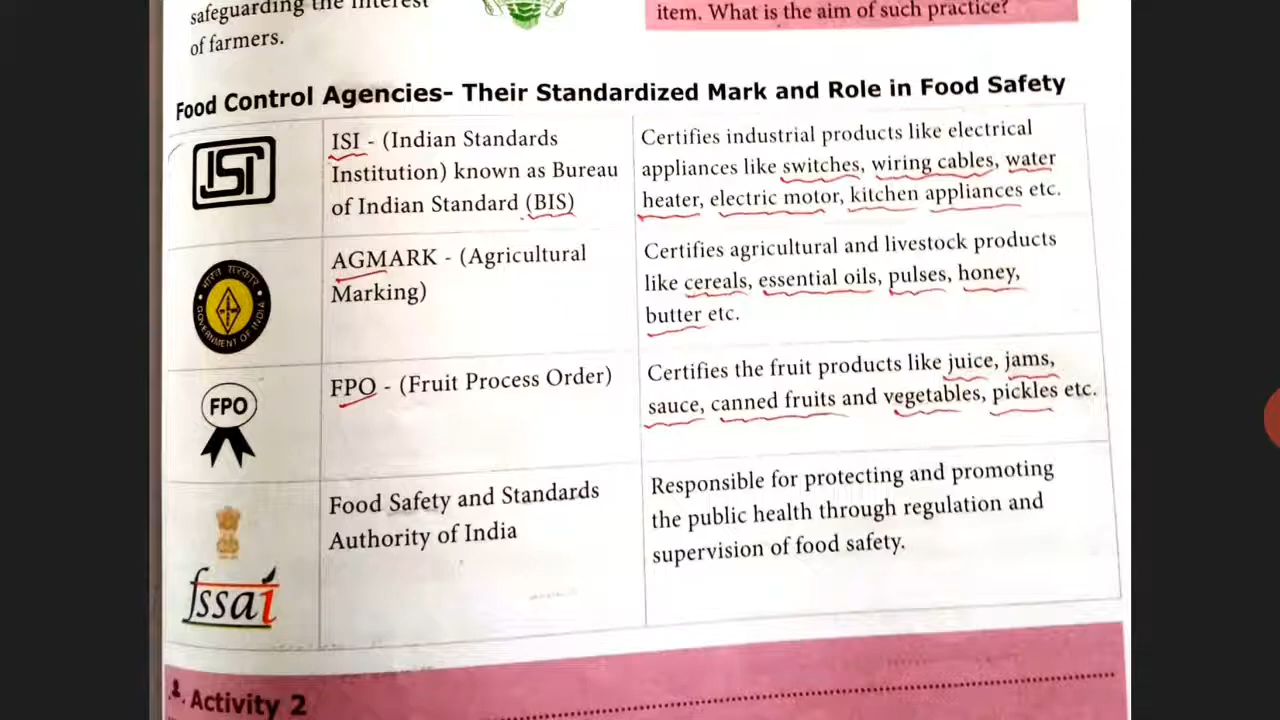 safeguarding the interest
of farmers.
item. What is the aim of such practice?
Food Control Agencies- Their Standardized Mark and Role in Food Safety
ISI
ISI - (Indian Standards
Institution) known as Bureau
of Indian Standard (BIS)
Certifies industrial products like electrical
appliances like switches, wiring cables, water
heater, electric motor, kitchen appliances etc.
भारत सरकार
GOVERNMENT OF INDIA
AGMARK - (Agricultural
Marking)
Certifies agricultural and livestock products
like cereals, essential oils, pulses, honey,
butter etc.
FPO
FPO - (Fruit Process Order)
Certifies the fruit products like juice, jams,
sauce, canned fruits and vegetables, pickles etc.
fssai
Food Safety and Standards
Authority of India
Responsible for protecting and promoting
the public health through regulation and
supervision of food safety.
Activity 2